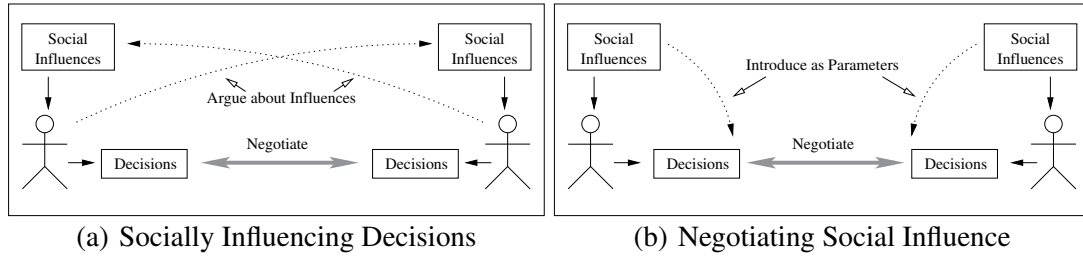 Social
Influences
Social
Influences
Argue about Influences
Negotiate
Decisions
Decisions
(a) Socially Influencing Decisions
Social
Influences
Social
Influences
Introduce as Parameters
Negotiate
Decisions
Decisions
(b) Negotiating Social Influence